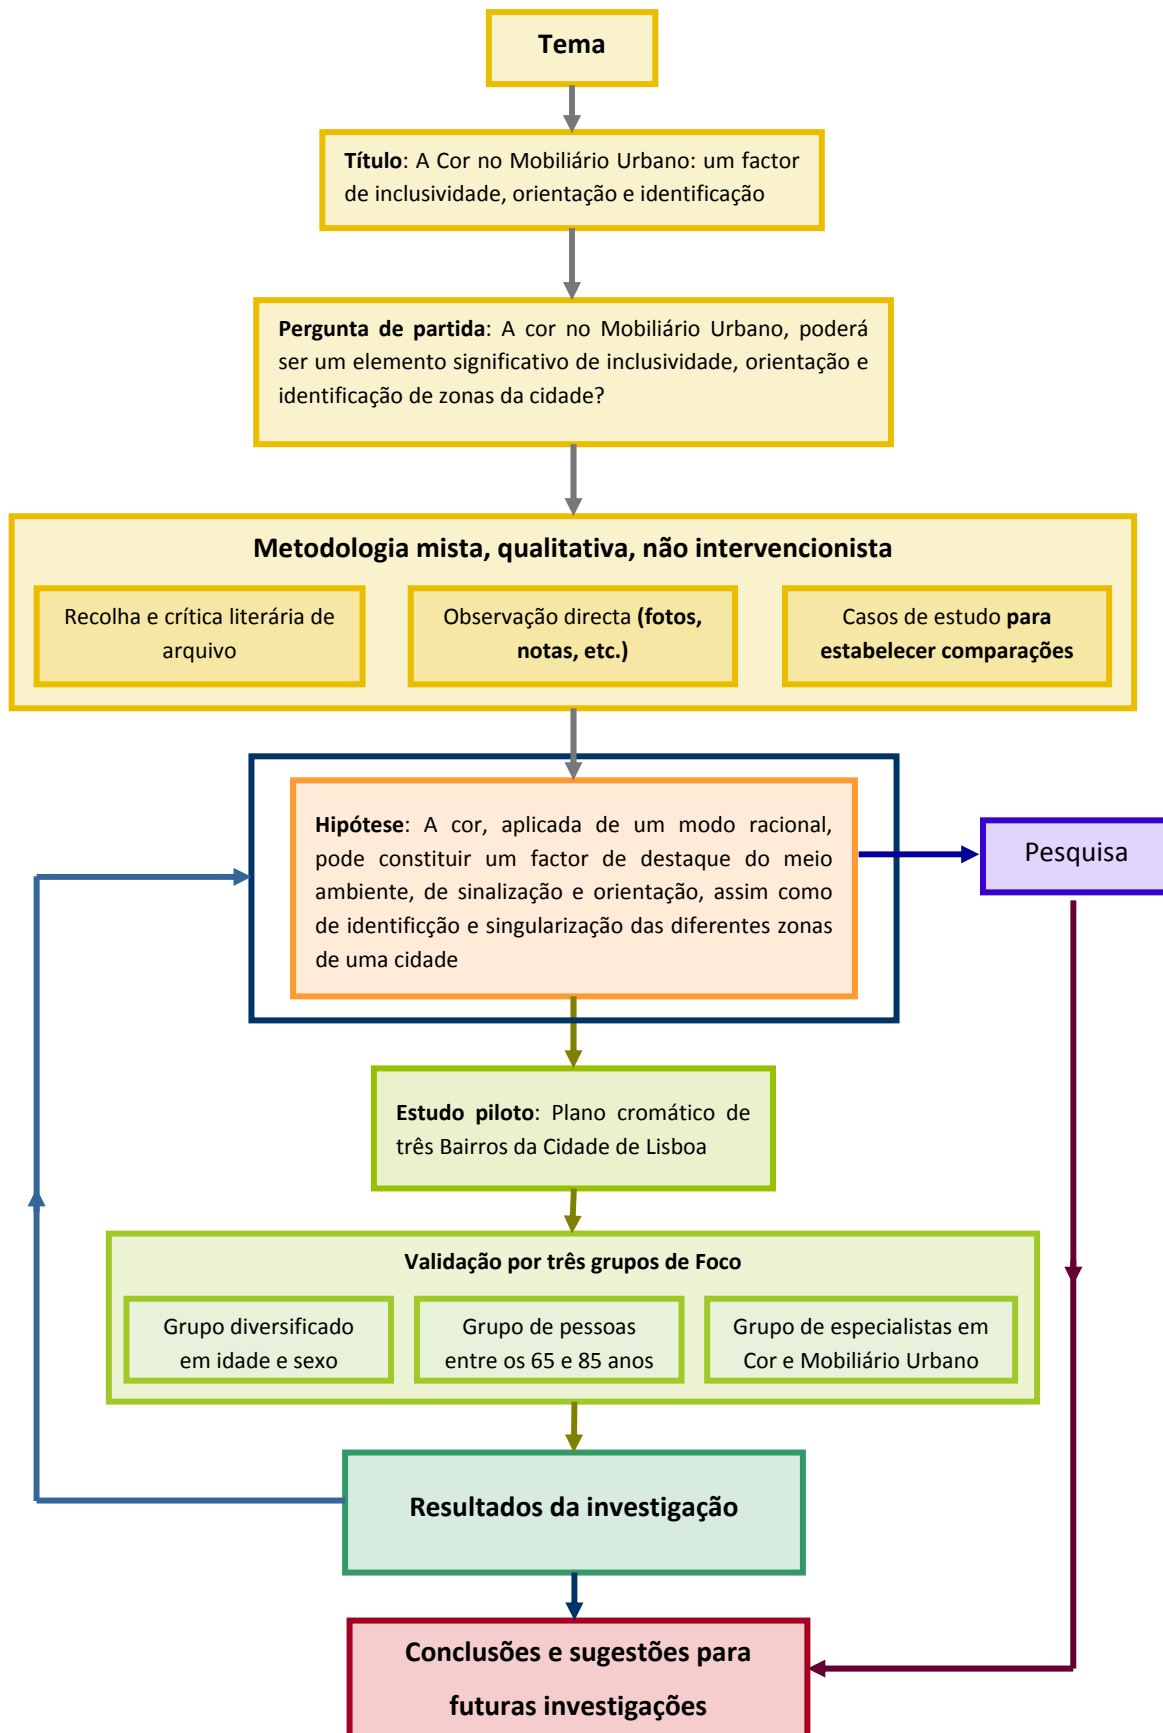 Tema
Título: A Cor no Mobiliário Urbano: um factor
de inclusividade, orientação e identificação
Pergunta de partida: A cor no Mobiliário Urbano, poderá
ser um elemento significativo de inclusividade, orientação e
identificação de zonas da cidade?
Metodologia mista, qualitativa, não intervencionista
Recolha e crítica literária de
arquivo
Observação directa (fotos,
notas, etc.)
Casos de estudo para
estabelecer comparações
Hipótese: A cor, aplicada de um modo racional,
pode constituir um factor de destaque do meio
ambiente, de sinalização e orientação, assim como
de identificção e singularização das diferentes zonas
de uma cidade
Pesquisa
Estudo piloto: Plano cromático de
três Bairros da Cidade de Lisboa
Validação por três grupos de Foco
Grupo diversificado
em idade e sexo
Grupo de pessoas
entre os 65 e 85 anos
Grupo de especialistas em
Cor e Mobiliário Urbano
Resultados da investigação
Conclusões e sugestões para
futuras investigações